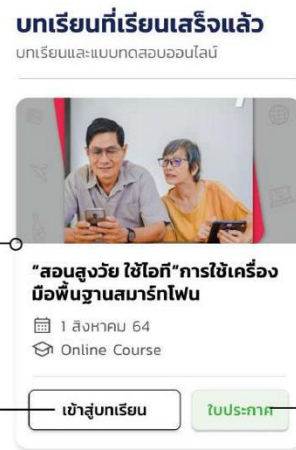 บทเรียนที่เรียนเสร็จแล้ว
บทเรียนและแบบทดสอบออนไลน์
"สอนสูงวัย ใช้ไอที"การใช้เครื่อง
มือพื้นฐานสมาร์ทโฟน
1 สิงหาคม 64
Online Course
เข้าสู่บทเรียน
ใบประกาศ